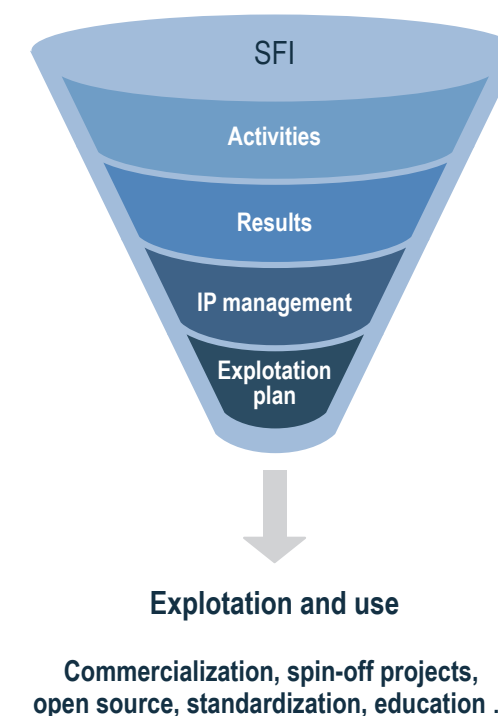 SFI
Activities
Results
IP management
Explotation
plan
Explotation and use
Commercialization, spin-off projects,
open source, standardization, education .